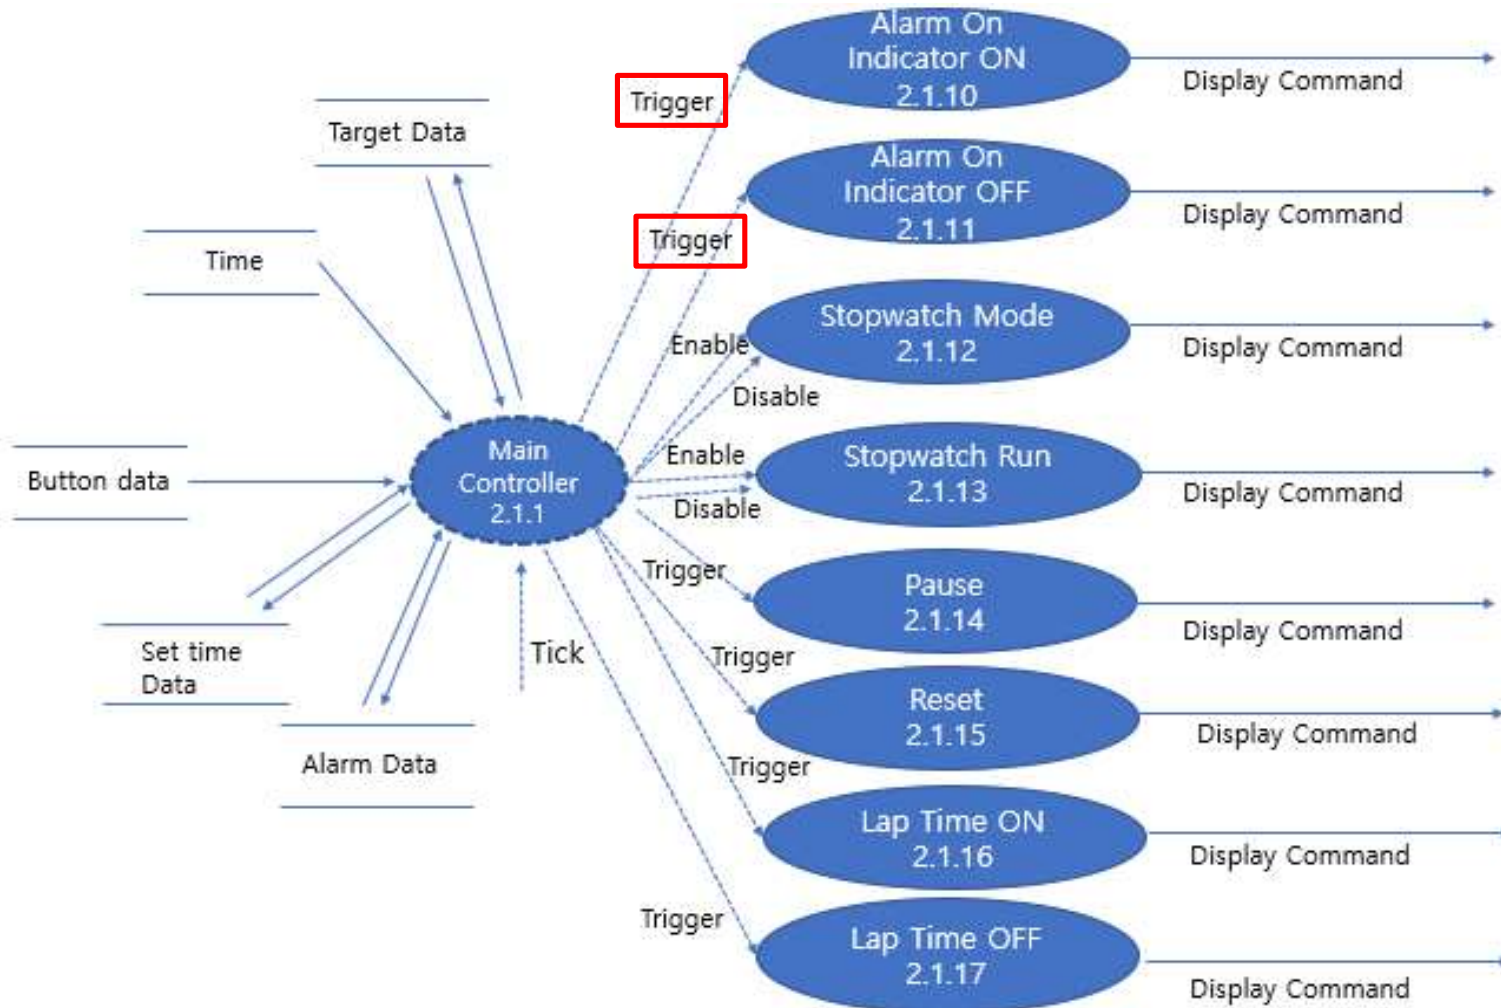 Alarm On
Indicator ON
2.1.10
Display Command
Trigger
Target Data
Alarm On
Indicator OFF
2.1.11
Display Command
Trigger
Time
Stopwatch Mode
2.1.12
Display Command
Enable
Disable
Main
Controller
2.1.1
Button data
Enable
Disable
Stopwatch Run
2.1.13
Display Command
Trigger
Pause
2.1.14
Display Command
Set time
Data
Tick
Trigger
Reset
2.1.15
Display Command
Alarm Data
Trigger
Lap Time ON
2.1.16
Display Command
Trigger
Lap Time OFF
2.1.17
Display Command